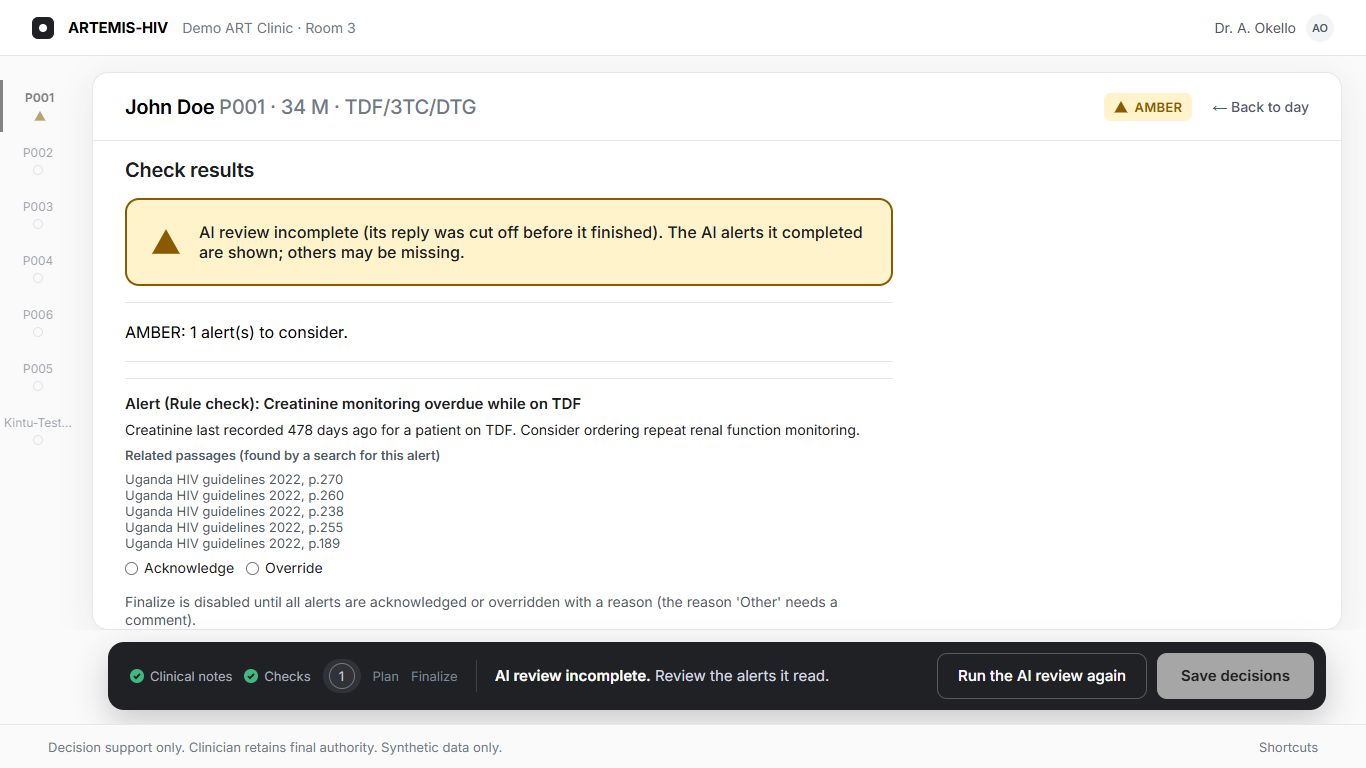 ARTEMIS-HIV Demo ART Clinic · Room 3
Dr. A. Okello AO
P001
P002
P003
P004
P006
P005
Kintu-Test...
John Doe P001 · 34 M · TDF/3TC/DTG
AMBER
← Back to day
Check results
AI review incomplete (its reply was cut off before it finished). The AI alerts it completed
are shown; others may be missing.
AMBER: 1 alert(s) to consider.
Alert (Rule check): Creatinine monitoring overdue while on TDF
Creatinine last recorded 478 days ago for a patient on TDF. Consider ordering repeat renal function monitoring.
Related passages (found by a search for this alert)
Uganda HIV guidelines 2022, p.270
Uganda HIV guidelines 2022, p.260
Uganda HIV guidelines 2022, p.238
Uganda HIV guidelines 2022, p.255
Uganda HIV guidelines 2022, p.189
Acknowledge Override
Finalize is disabled until all alerts are acknowledged or overridden with a reason (the reason 'Other' needs a
comment).
Clinical notes Checks 1 Plan Finalize
AI review incomplete. Review the alerts it read.
Run the AI review again
Save decisions
Decision support only. Clinician retains final authority. Synthetic data only.
Shortcuts